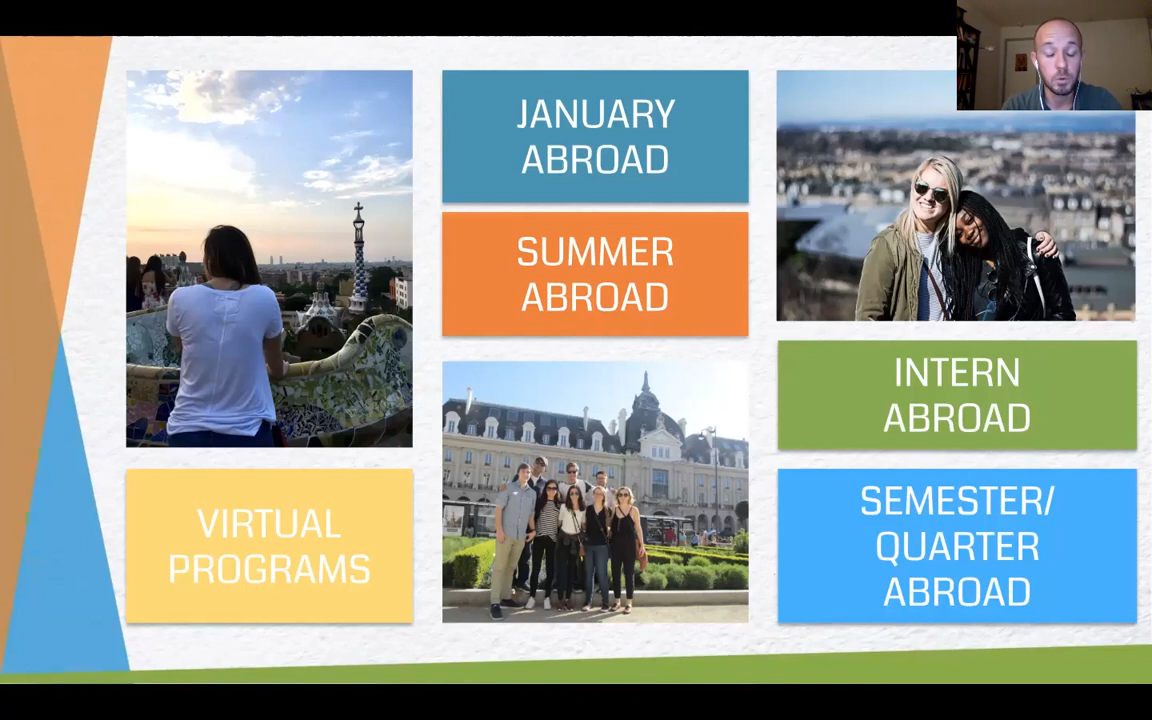 JANUARY
ABROAD
SUMMER
ABROAD
INTERN
ABROAD
VIRTUAL
PROGRAMS
SEMESTER/
QUARTER
ABROAD